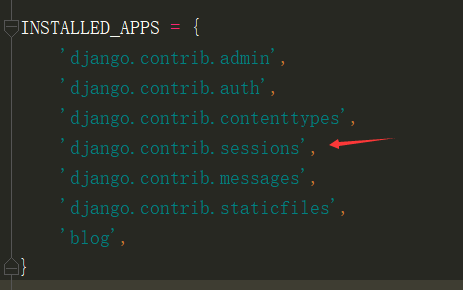 INSTALLED_APPS = {
'django.contrib.admin',
'django.contrib.auth',
'django.contrib.contenttypes',
'django.contrib.sessions',
'django.contrib.messages',
'django.contrib.staticfiles',
'blog',
}